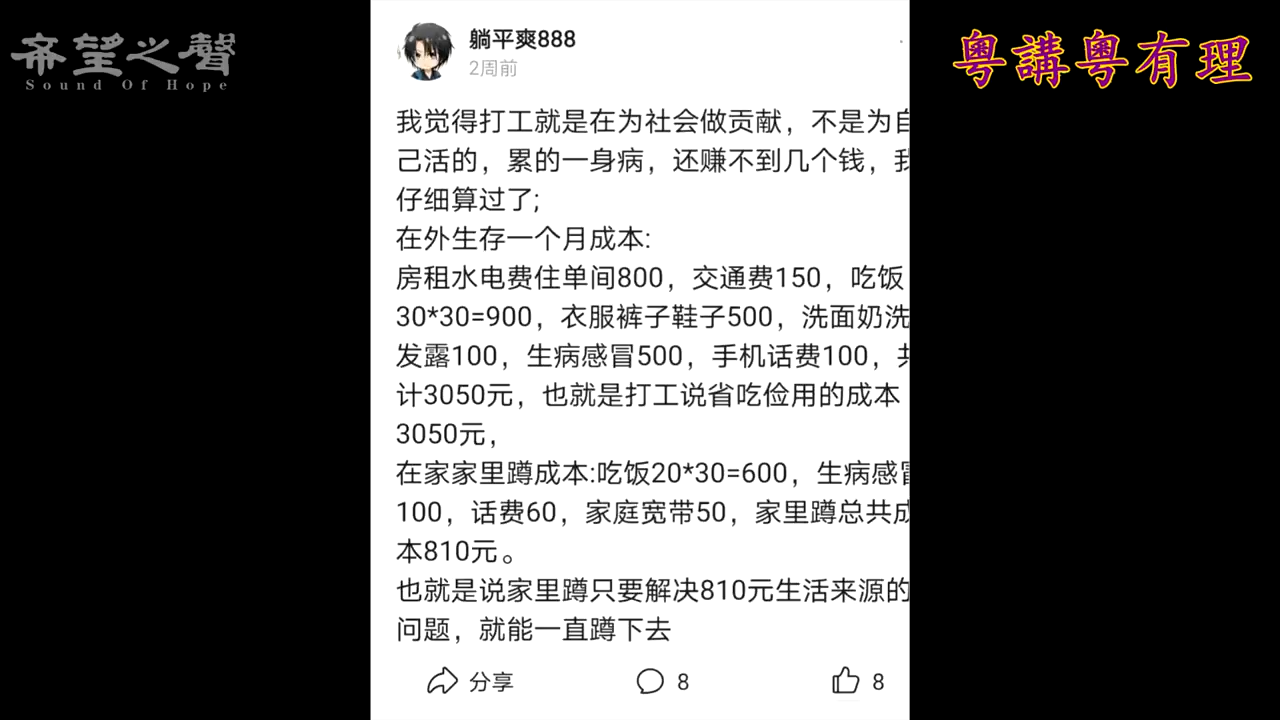 希望之聲
Sound Of Hope
粵講粵有理
躺平爽888
2周前
我觉得打工就是在为社会做贡献，不是为自
己活的，累的一身病，还赚不到几个钱，我
仔细算过了;
在外生存一个月成本:
房租水电费住单间800，交通费150，吃饭
30*30=900，衣服裤子鞋子500，洗面奶洗
发露100，生病感冒500，手机话费100，共
计3050元，也就是打工说省吃俭用的成本
3050元，
在家家里蹲成本:吃饭20*30=600，生病感冒
100，话费60，家庭宽带50，家里蹲总共成
本810元。
也就是说家里蹲只要解决810元生活来源的
问题，就能一直蹲下去
分享
8
8